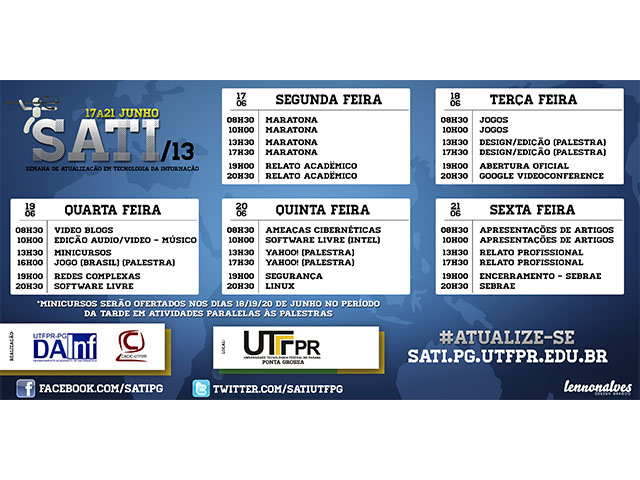 17 A 21 JUNHO
SATI /13
SEMANA DE ATUALIZAÇÃO EM TECNOLOGIA DA INFORMAÇÃO
17
06
SEGUNDA FEIRA
08H30 MARATONA
10H00 MARATONA
13H30 MARATONA
17H30 MARATONA
19H00 RELATO ACADÊMICO
20H30 RELATO ACADÊMICO
18
06
TERÇA FEIRA
08H30 JOGOS
10H00 JOGOS
13H30 DESIGN/EDIÇÃO (PALESTRA)
17H30 DESIGN/EDIÇÃO (PALESTRA)
19H00 ABERTURA OFICIAL
20H30 GOOGLE VIDEOCONFERENCE
19
06
QUARTA FEIRA
08H30 VIDEO BLOGS
10H00 EDIÇÃO AUDIO/VIDEO - MÚSICO
13H30 MINICURSOS
16H00 JOGO (BRASIL) (PALESTRA)
19H00 REDES COMPLEXAS
20H30 SOFTWARE LIVRE
20
06
QUINTA FEIRA
08H30 AMEAÇAS CIBERNÉTICAS
10H00 SOFTWARE LIVRE (INTEL)
13H30 YAHOO! (PALESTRA)
17H30 YAHOO! (PALESTRA)
19H00 SEGURANÇA
20H30 LINUX
21
06
SEXTA FEIRA
08H30 APRESENTAÇÕES DE ARTIGOS
10H00 APRESENTAÇÕES DE ARTIGOS
13H30 RELATO PROFISSIONAL
17H30 RELATO PROFISSIONAL
19H00 ENCERRAMENTO - SEBRAE
20H30 SEBRAE
*MINICURSOS SERÃO OFERTADOS NOS DIAS 18/19/20 DE JUNHO NO PERÍODO
DA TARDE EM ATIVIDADES PARALELAS ÀS PALESTRAS
REALIZAÇÃO
UTFPR-PG
DAInf
CACIC-UTFPR
LOCAL:
UTFPR
UNIVERSIDADE TECNOLÓGICA FEDERAL DO PARANÁ
PONTA GROSSA
#ATUALIZE-SE
SATI.PG.UTFPR.EDU.BR
FACEBOOK.COM/SATIPG
TWITTER.COM/SATIUTFPG
lennonalves
DESIGN GRÁFICO